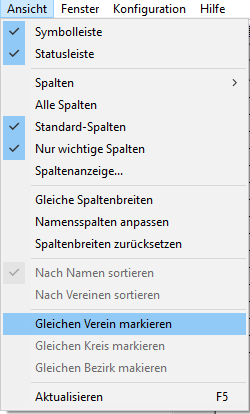 Ansicht Fenster Konfiguration Hilfe
Symbolleiste
Statusleiste
Spalten
Alle Spalten
Standard-Spalten
Nur wichtige Spalten
Spaltenanzeige...
Gleiche Spaltenbreiten
Namensspalten anpassen
Spaltenbreiten zurücksetzen
Nach Namen sortieren
Nach Vereinen sortieren
Gleichen Verein markieren
Gleichen Kreis markieren
Gleichen Bezirk makieren
Aktualisieren F5